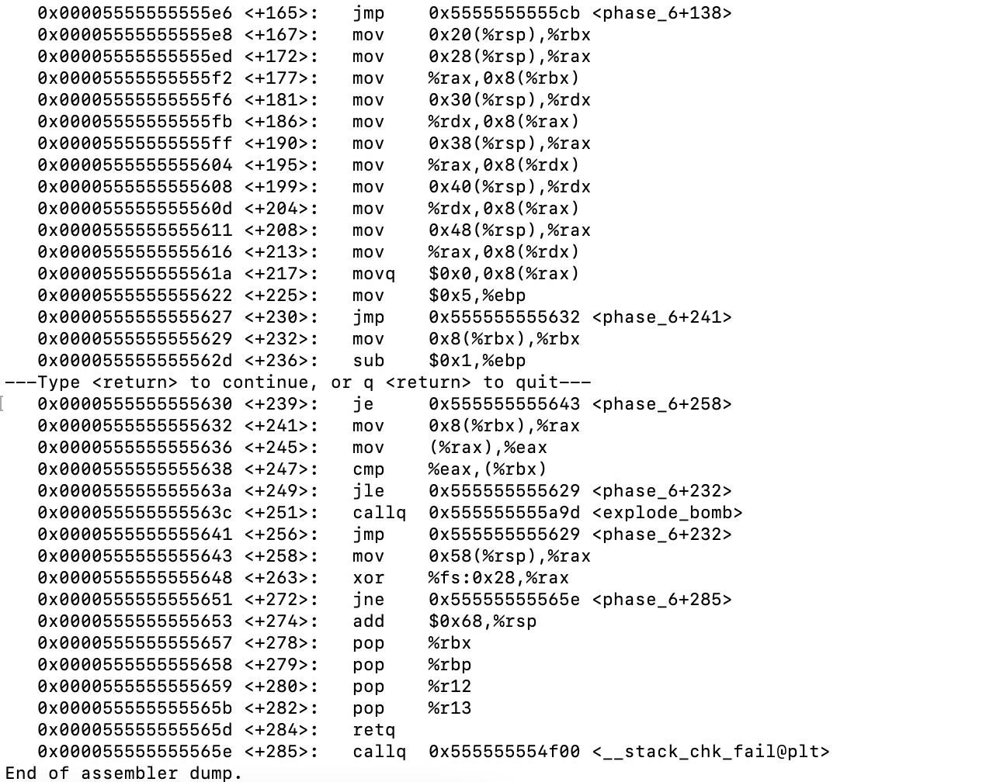 0x00005555555555e6 <+165>: jmp 0x5555555555cb <phase_6+138>
0x00005555555555e8 <+167>: mov 0x20(%rsp),%rbx
0x00005555555555ed <+172>: mov 0x28(%rsp),%rax
0x00005555555555f2 <+177>: mov %rax,0x8(%rbx)
0x00005555555555f6 <+181>: mov 0x30(%rsp),%rdx
0x00005555555555fb <+186>: mov %rdx,0x8(%rax)
0x00005555555555ff <+190>: mov 0x38(%rsp),%rax
0x0000555555555604 <+195>: mov %rax,0x8(%rdx)
0x0000555555555608 <+199>: mov 0x40(%rsp),%rdx
0x000055555555560d <+204>: mov %rdx,0x8(%rax)
0x0000555555555611 <+208>: mov 0x48(%rsp),%rax
0x0000555555555616 <+213>: mov %rax,0x8(%rdx)
0x000055555555561a <+217>: movq $0x0,0x8(%rax)
0x0000555555555622 <+225>: mov $0x5,%ebp
0x0000555555555627 <+230>: jmp 0x555555555632 <phase_6+241>
0x0000555555555629 <+232>: mov 0x8(%rbx),%rbx
0x000055555555562d <+236>: sub $0x1,%ebp
---Type <return> to continue, or q <return> to quit---
0x0000555555555630 <+239>: je 0x555555555643 <phase_6+258>
0x0000555555555632 <+241>: mov 0x8(%rbx),%rax
0x0000555555555636 <+245>: mov (%rax),%eax
0x0000555555555638 <+247>: cmp %eax,(%rbx)
0x000055555555563a <+249>: jle 0x555555555629 <phase_6+232>
0x000055555555563c <+251>: callq 0x555555555a9d <explode_bomb>
0x0000555555555641 <+256>: jmp 0x555555555629 <phase_6+232>
0x0000555555555643 <+258>: mov 0x58(%rsp),%rax
0x0000555555555648 <+263>: xor %fs:0x28,%rax
0x0000555555555651 <+272>: jne 0x55555555565e <phase_6+285>
0x0000555555555653 <+274>: add $0x68,%rsp
0x0000555555555657 <+278>: pop %rbx
0x0000555555555658 <+279>: pop %rbp
0x0000555555555659 <+280>: pop %r12
0x000055555555565b <+282>: pop %r13
0x000055555555565d <+284>: retq
0x000055555555565e <+285>: callq 0x555555554f00 <__stack_chk_fail@plt>
End of assembler dump.